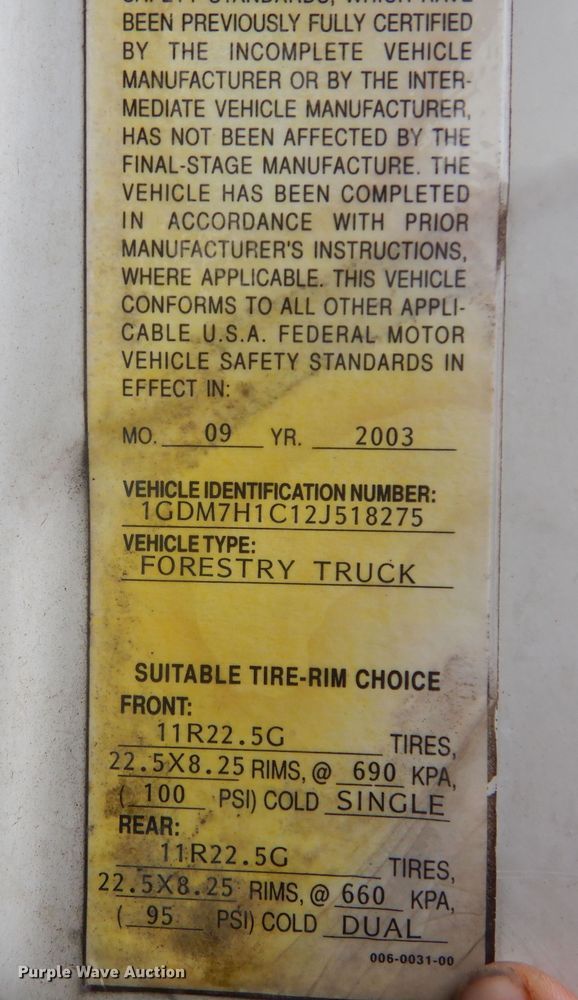 SAFETY STANDARDS, WHICH HAVE
BEEN PREVIOUSLY FULLY CERTIFIED
BY THE INCOMPLETE VEHICLE
MANUFACTURER OR BY THE INTER-
MEDIATE VEHICLE MANUFACTURER,
HAS NOT BEEN AFFECTED BY THE
FINAL-STAGE MANUFACTURE. THE
VEHICLE HAS BEEN COMPLETED
IN ACCORDANCE WITH PRIOR
MANUFACTURER'S INSTRUCTIONS,
WHERE APPLICABLE. THIS VEHICLE
CONFORMS TO ALL OTHER APPLI-
CABLE U.S.A. FEDERAL MOTOR
VEHICLE SAFETY STANDARDS IN
EFFECT IN:
MO. 09 YR. 2003
VEHICLE IDENTIFICATION NUMBER:
1GDM7H1C12J518275
VEHICLE TYPE:
FORESTRY TRUCK
SUITABLE TIRE-RIM CHOICE
FRONT:
11R22.5G TIRES,
22.5X8.25 RIMS, @ 690 KPA,
( 100 PSI) COLD SINGLE
REAR:
11R22.5G TIRES,
22.5X8.25 RIMS, @ 660 KPA,
( 95 PSI) COLD DUAL
006-0031-00
Purple Wave Auction